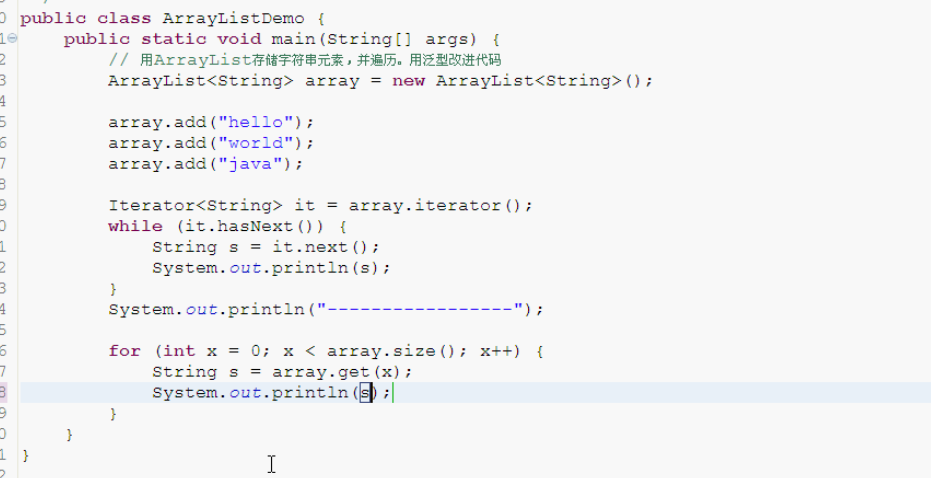 0 public class ArrayListDemo {
1 public static void main(String[] args) {
2 // 用ArrayList存储字符串元素，并遍历。用泛型改进代码
3 ArrayList<String> array = new ArrayList<String>();
4
5 array.add("hello");
6 array.add("world");
7 array.add("java");
8
9 Iterator<String> it = array.iterator();
0 while (it.hasNext()) {
1 String s = it.next();
2 System.out.println(s);
3 }
4 System.out.println("-----------------");
5
6 for (int x = 0; x < array.size(); x++) {
7 String s = array.get(x);
8 System.out.println(s);
9 }
0 }
1 }
2